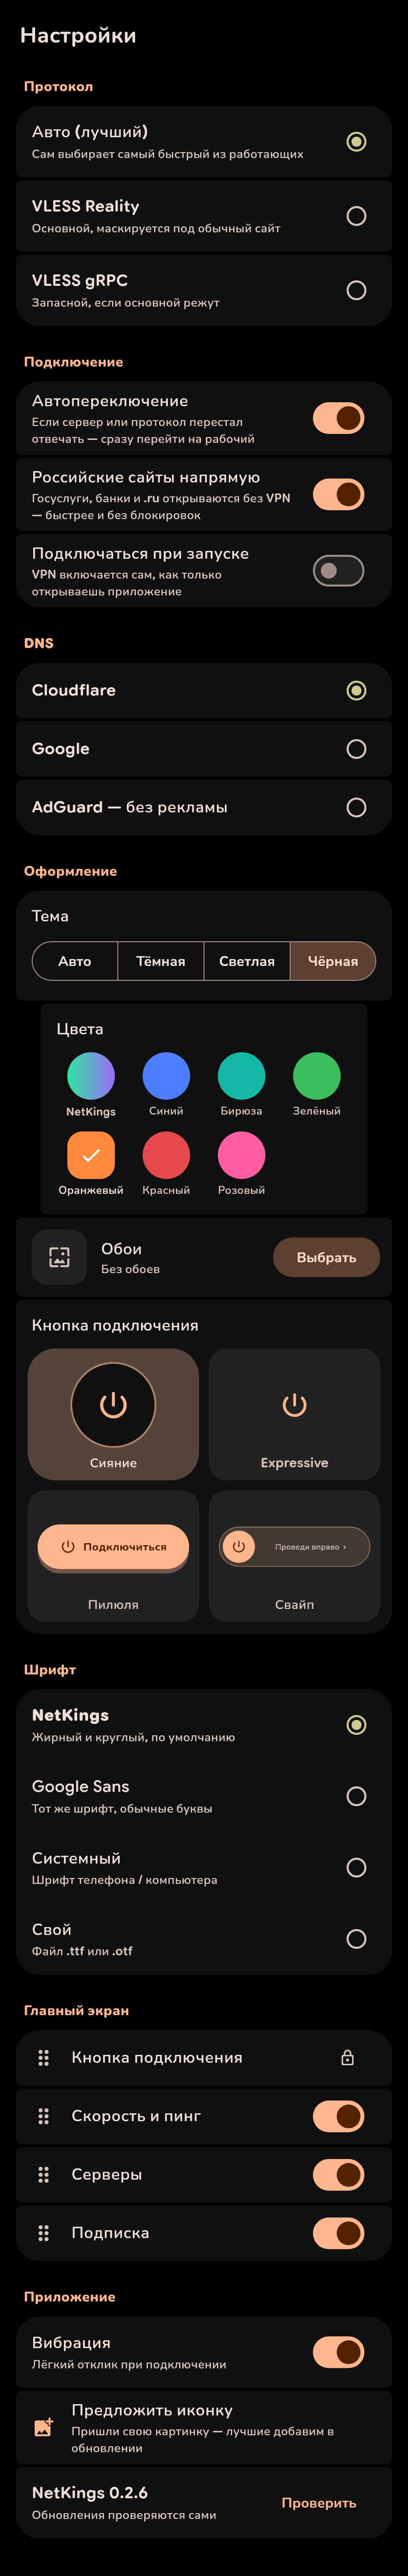 Настройки
Протокол
Авто (лучший)
Сам выбирает самый быстрый из работающих
VLESS Reality
Основной, маскируется под обычный сайт
VLESS gRPC
Запасной, если основной режут
Подключение
Автопереключение
Если сервер или протокол перестал
отвечать — сразу перейти на рабочий
Российские сайты напрямую
Госуслуги, банки и .ru открываются без VPN
— быстрее и без блокировок
Подключаться при запуске
VPN включается сам, как только
открываешь приложение
DNS
Cloudflare
Google
AdGuard — без рекламы
Оформление
Тема
Авто Тёмная Светлая Чёрная
Цвета
NetKings Синий Бирюза Зелёный
Оранжевый Красный Розовый
Обои
Без обоев
Выбрать
Кнопка подключения
Сияние Expressive
Подключиться Проведи вправо ›
Пилюля Свайп
Шрифт
NetKings
Жирный и круглый, по умолчанию
Google Sans
Тот же шрифт, обычные буквы
Системный
Шрифт телефона / компьютера
Свой
Файл .ttf или .otf
Главный экран
Кнопка подключения
Скорость и пинг
Серверы
Подписка
Приложение
Вибрация
Лёгкий отклик при подключении
Предложить иконку
Пришли свою картинку — лучшие добавим в
обновлении
NetKings 0.2.6
Обновления проверяются сами
Проверить